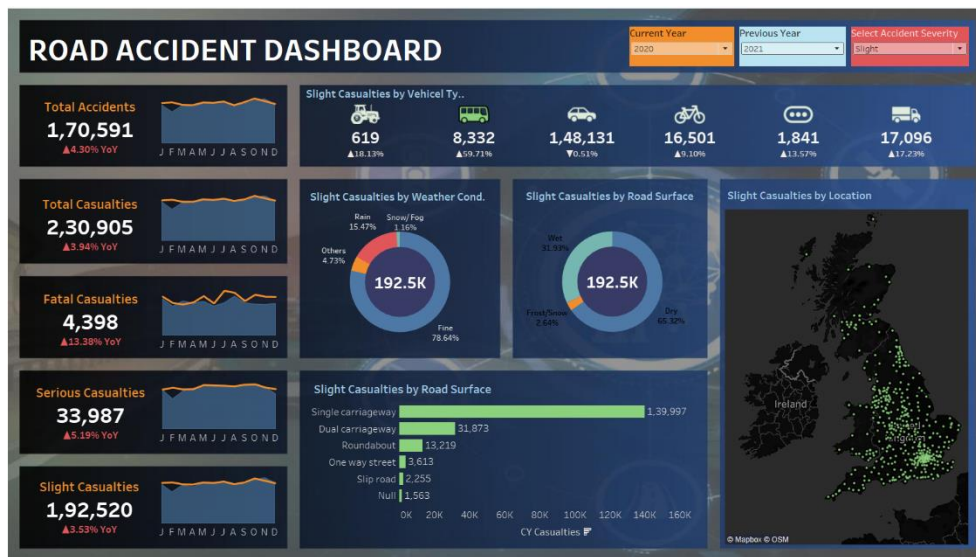 ROAD ACCIDENT DASHBOARD
Current Year
2020
Previous Year
2021
Select Accident Severity
Slight
Total Accidents
1,70,591
▲4.30% YoY
J F M A M J J A S O N D
Total Casualties
2,30,905
▲3.94% YoY
J F M A M J J A S O N D
Fatal Casualties
4,398
▲13.38% YoY
J F M A M J J A S O N D
Serious Casualties
33,987
▲5.19% YoY
J F M A M J J A S O N D
Slight Casualties
1,92,520
▲3.53% YoY
J F M A M J J A S O N D
Slight Casualties by Vehicel Ty..
619 8,332 1,48,131 16,501 1,841 17,096
▲18.13% ▲59.71% ▼0.51% ▲9.10% ▲13.57% ▲17.23%
Slight Casualties by Weather Cond.
Rain
15.47%
Snow/Fog
1.16%
Others
4.73%
192.5K
Fine
78.64%
Slight Casualties by Road Surface
Wet
31.93%
192.5K
Frost/Snow
2.64%
Dry
65.32%
Slight Casualties by Road Surface
Single carriageway 1,39,997
Dual carriageway 31,873
Roundabout 13,219
One way street 3,613
Slip road 2,255
Null 1,563
0K 20K 40K 60K 80K 100K 120K 140K 160K
CY Casualties
Slight Casualties by Location
Ireland
© Mapbox © OSM